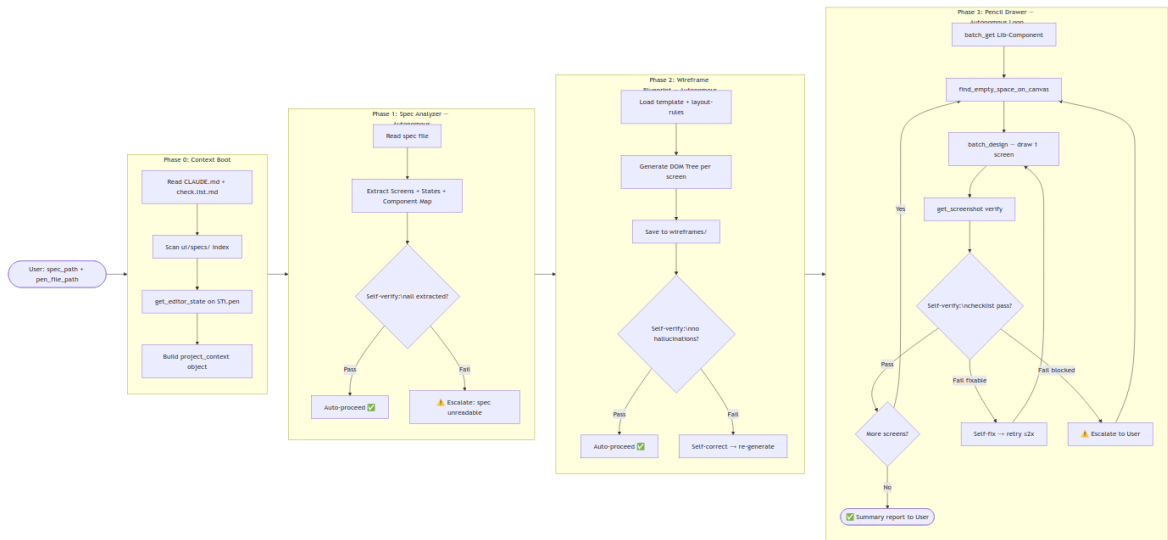 User: spec_path +
pen_file_path
Phase 0: Context Boot
Read CLAUDE.md +
check.list.md
Scan ui/specs/ index
get_editor_state on STI.pen
Build project_context
object
Phase 1: Spec Analyzer —
Autonomous
Read spec file
Extract Screens + States +
Component Map
Self-verify:\nall extracted?
Pass
Fail
Auto-proceed ✅
⚠️ Escalate: spec
unreadable
Phase 2: Wireframe
Blueprint — Autonomous
Load template + layout-
rules
Generate DOM Tree per
screen
Save to wireframes/
Self-verify:\nno
hallucinations?
Pass
Fail
Auto-proceed ✅
Self-correct → re-generate
Phase 3: Pencil Drawer —
Autonomous Loop
batch_get Lib-Component
find_empty_space_on_canvas
batch_design — draw 1
screen
get_screenshot verify
Yes
Self-verify:\nchecklist pass?
Pass
Fail fixable
Fail blocked
More screens?
Self-fix → retry ≤2x
⚠️ Escalate to User
No
✅ Summary report to User